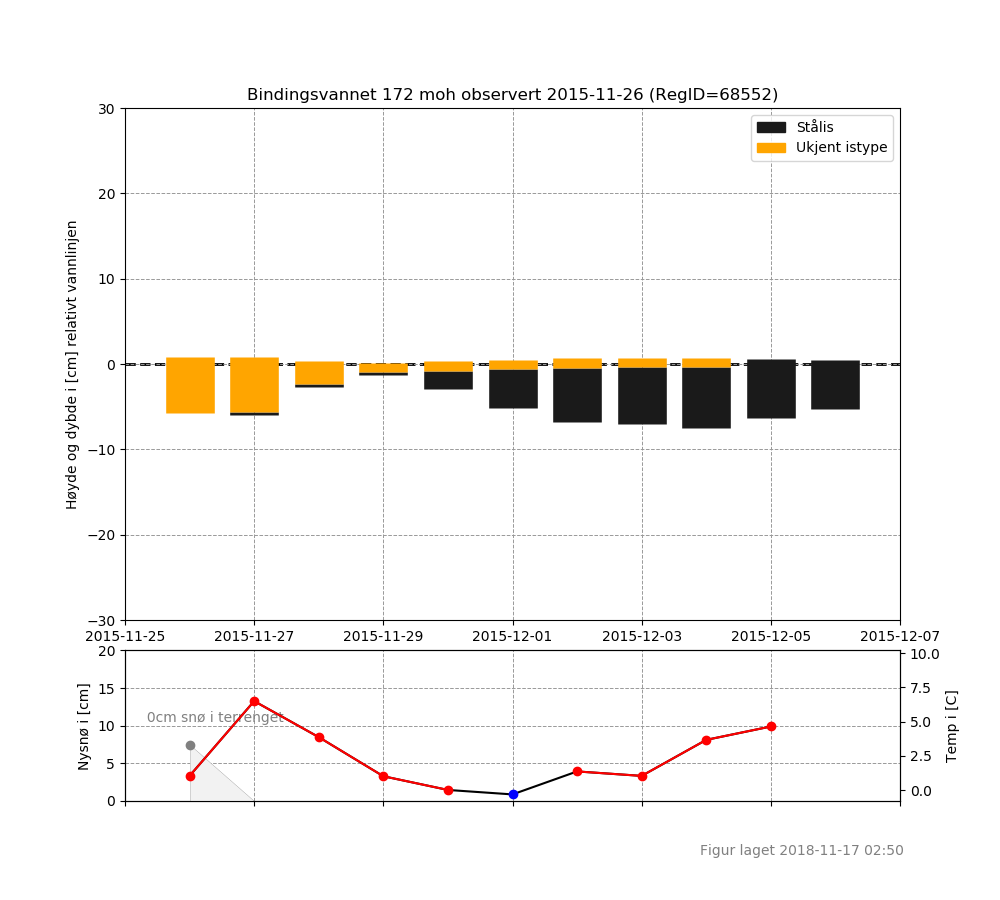 Bindingsvannet 172 moh observert 2015-11-26 (RegID=68552)
Høyde og dybde i [cm] relativt vannlinjen
30
20
10
0
−10
−20
−30
Stålis
Ukjent istype
2015-11-25 2015-11-27 2015-11-29 2015-12-01 2015-12-03 2015-12-05 2015-12-07
Nysnø i [cm]
20
15
10
5
0
0cm snø i terrenget
10.0
7.5
5.0
2.5
0.0
Temp i [C]
Figur laget 2018-11-17 02:50